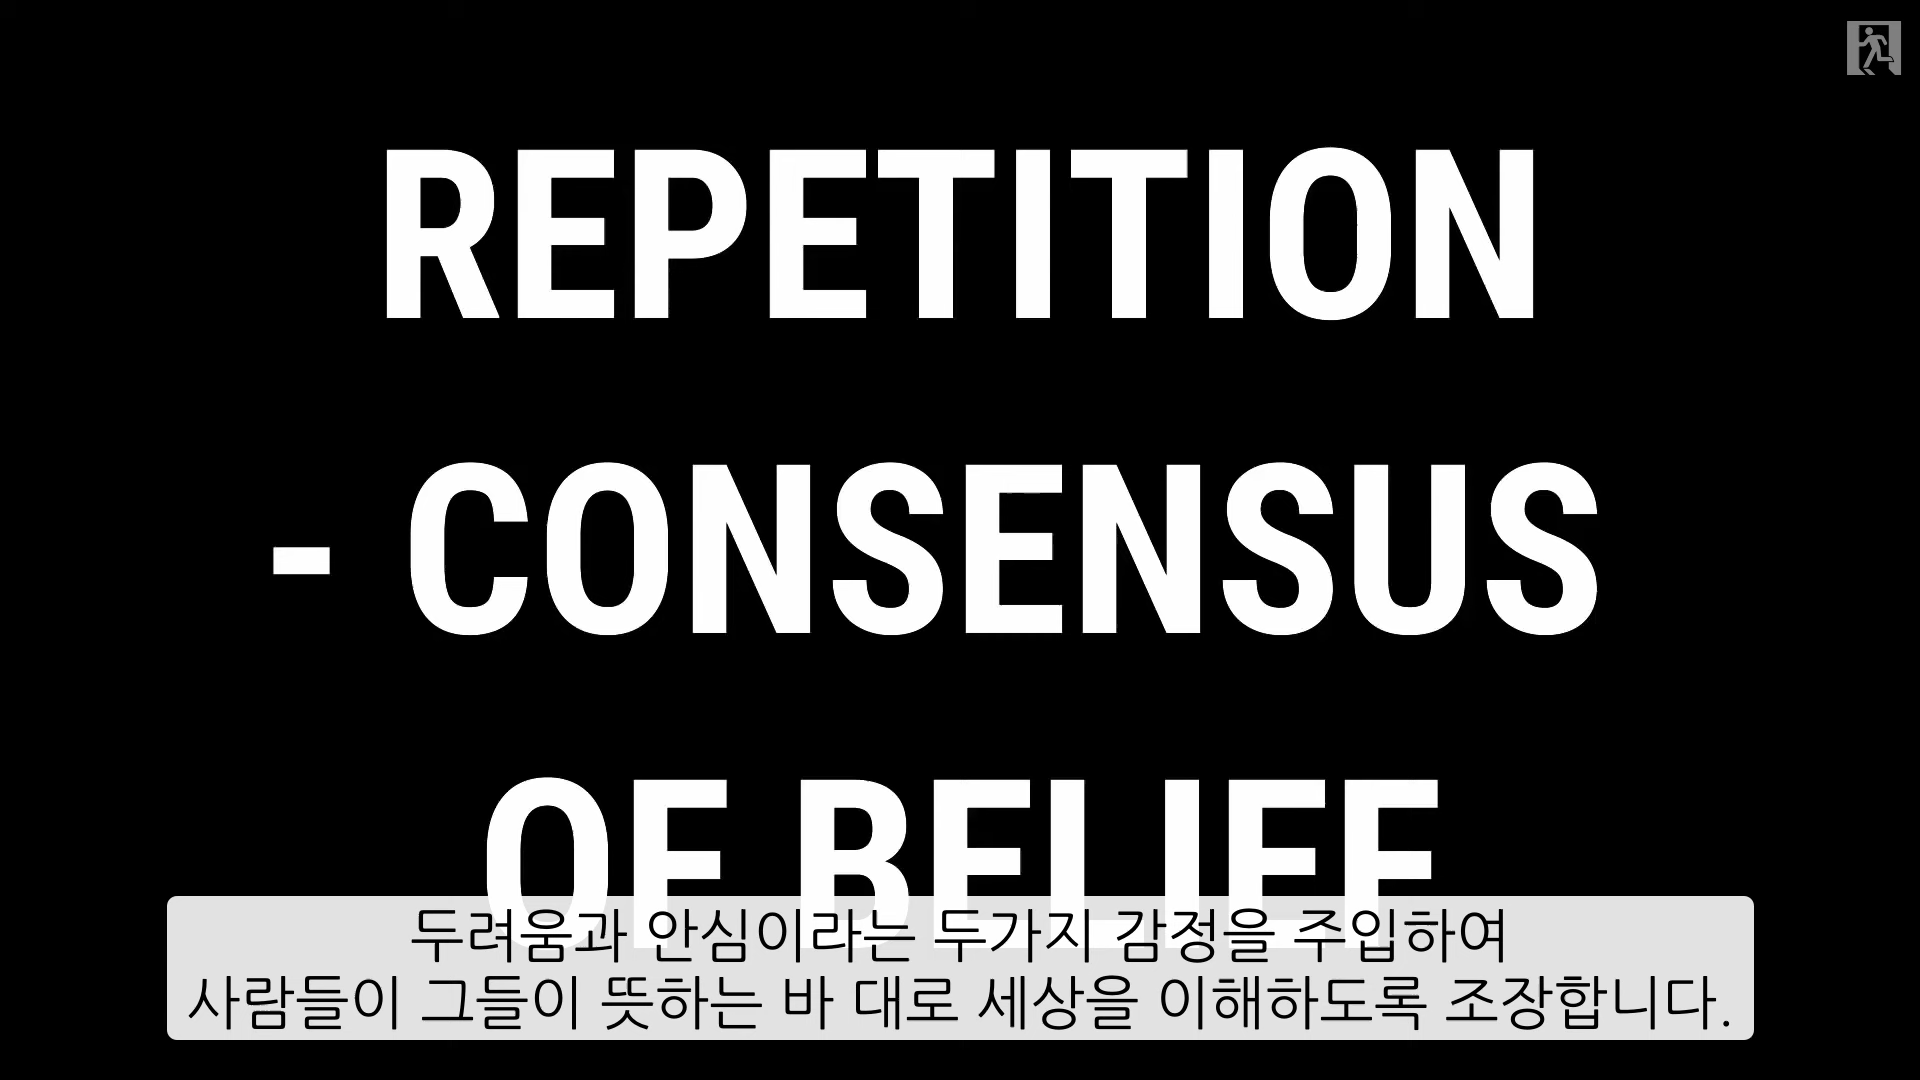 REPETITION
- CONSENSUS
OF BELIEF
두려움과 안심이라는 두가지 감정을 주입하여
사람들이 그들이 뜻하는 바 대로 세상을 이해하도록 조장합니다.